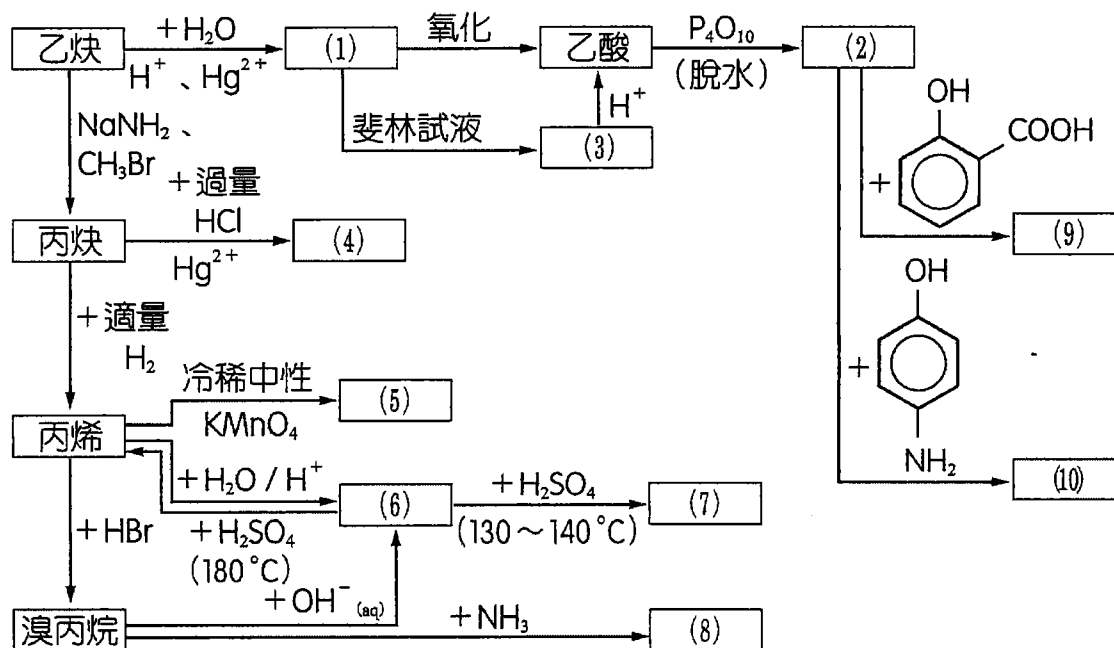 乙炔
+H₂O
H⁺、Hg²⁺
(1)
氧化
乙酸
P₄O₁₀
(脫水)
(2)
NaNH₂、
CH₃Br
斐林試液
(3)
H⁺
OH
COOH
+
(9)
丙炔
+過量
HCl
Hg²⁺
(4)
+適量
H₂
OH
+
NH₂
(10)
冷稀中性
KMnO₄
(5)
丙烯
+H₂O / H⁺
+H₂SO₄
(180°C)
(6)
+H₂SO₄
(130~140°C)
(7)
+HBr
+OH⁻(aq)
溴丙烷
+NH₃
(8)